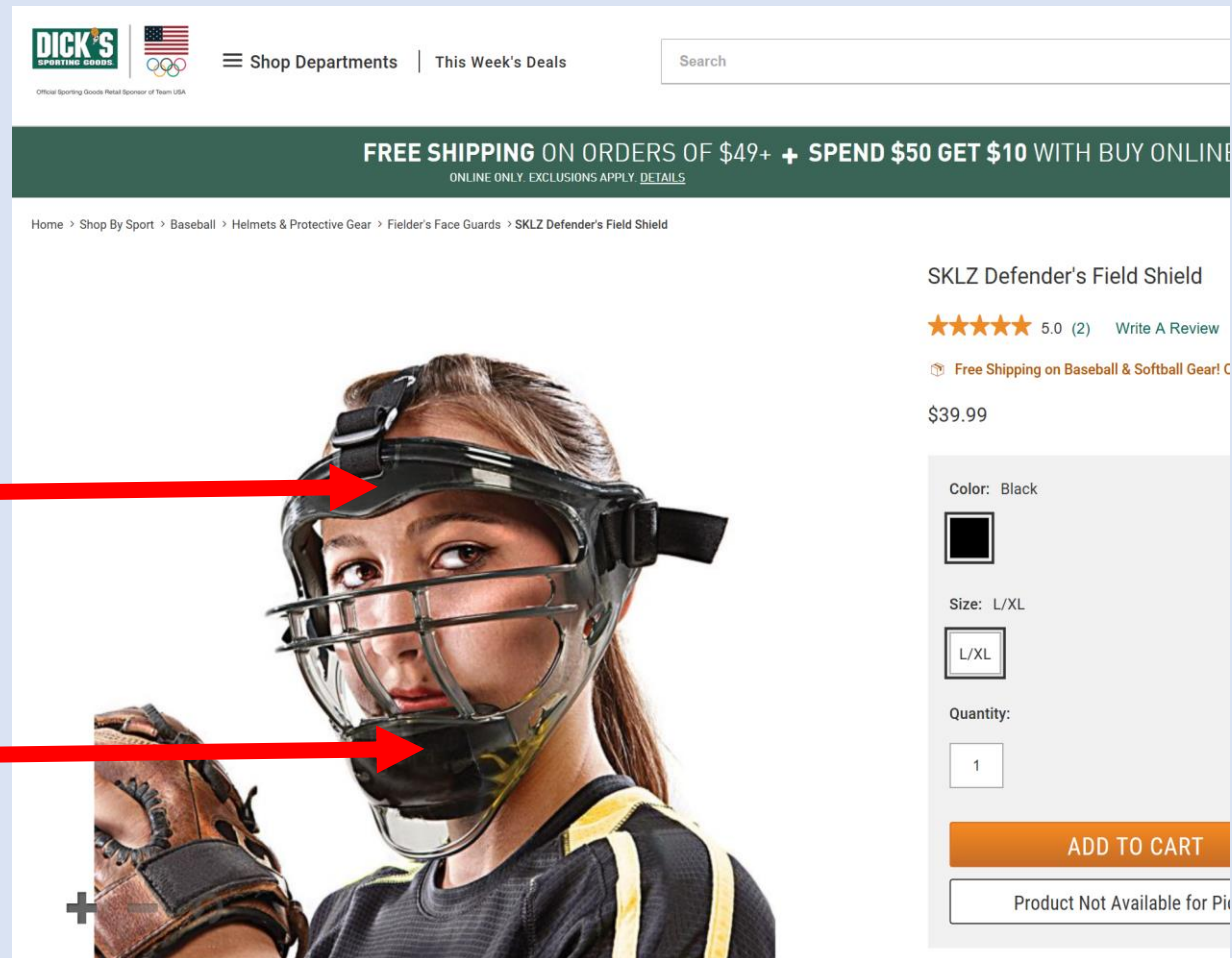 DICK'S
SPORTING GOODS.
Official Sporting Goods Retail Sponsor of Team USA
Shop Departments
This Week's Deals
Search
FREE SHIPPING ON ORDERS OF $49+ + SPEND $50 GET $10 WITH BUY ONLINE
ONLINE ONLY. EXCLUSIONS APPLY. DETAILS
Home > Shop By Sport > Baseball > Helmets & Protective Gear > Fielder's Face Guards > SKLZ Defender's Field Shield
SKLZ Defender's Field Shield
5.0 (2) Write A Review
Free Shipping on Baseball & Softball Gear!
$39.99
Color: Black
Size: L/XL
L/XL
Quantity:
1
ADD TO CART
Product Not Available for